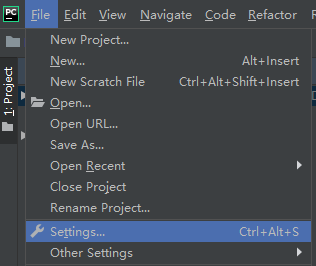 PC File Edit View Navigate Code Refactor
New Project...
New... Alt+Insert
New Scratch File Ctrl+Alt+Shift+Insert
Open...
Open URL...
Save As...
Open Recent
Close Project
Rename Project...
Settings... Ctrl+Alt+S
Other Settings
1: Project